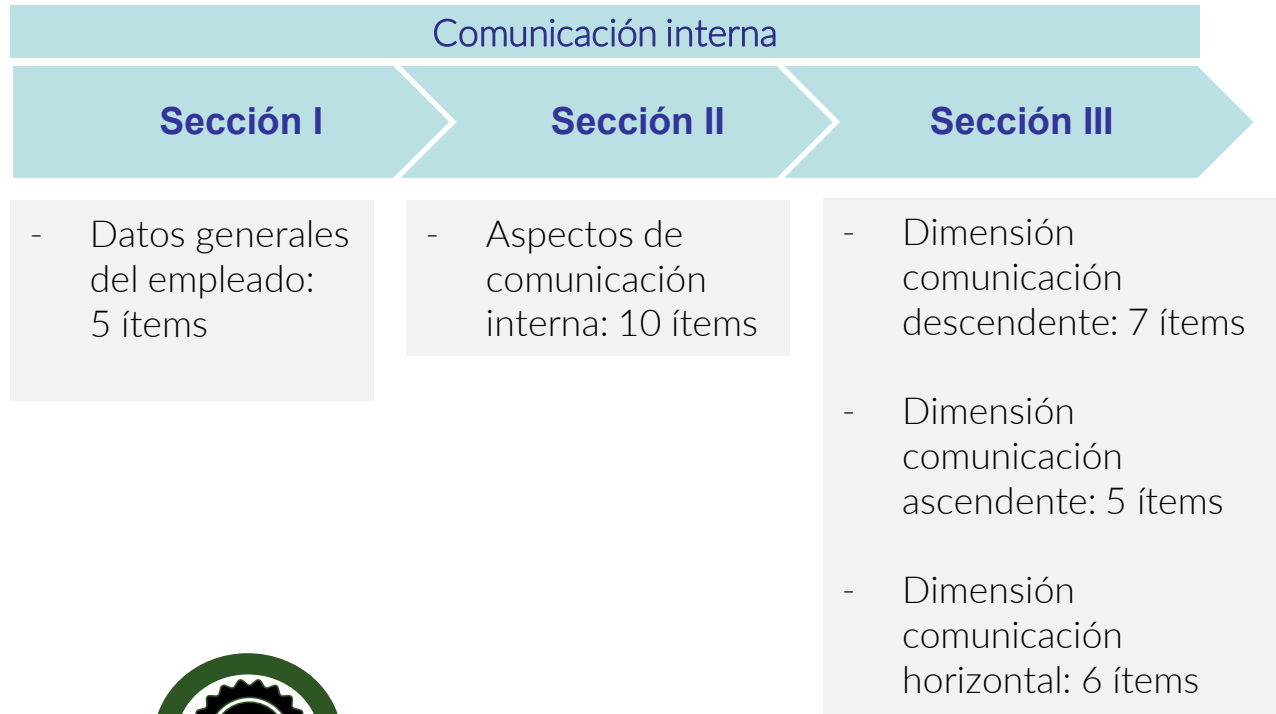 Comunicación interna
Sección I
Sección II
Sección III
- Datos generales
del empleado:
5 ítems
- Aspectos de
comunicación
interna: 10 ítems
- Dimensión
comunicación
descendente: 7 ítems
- Dimensión
comunicación
ascendente: 5 ítems
- Dimensión
comunicación
horizontal: 6 ítems